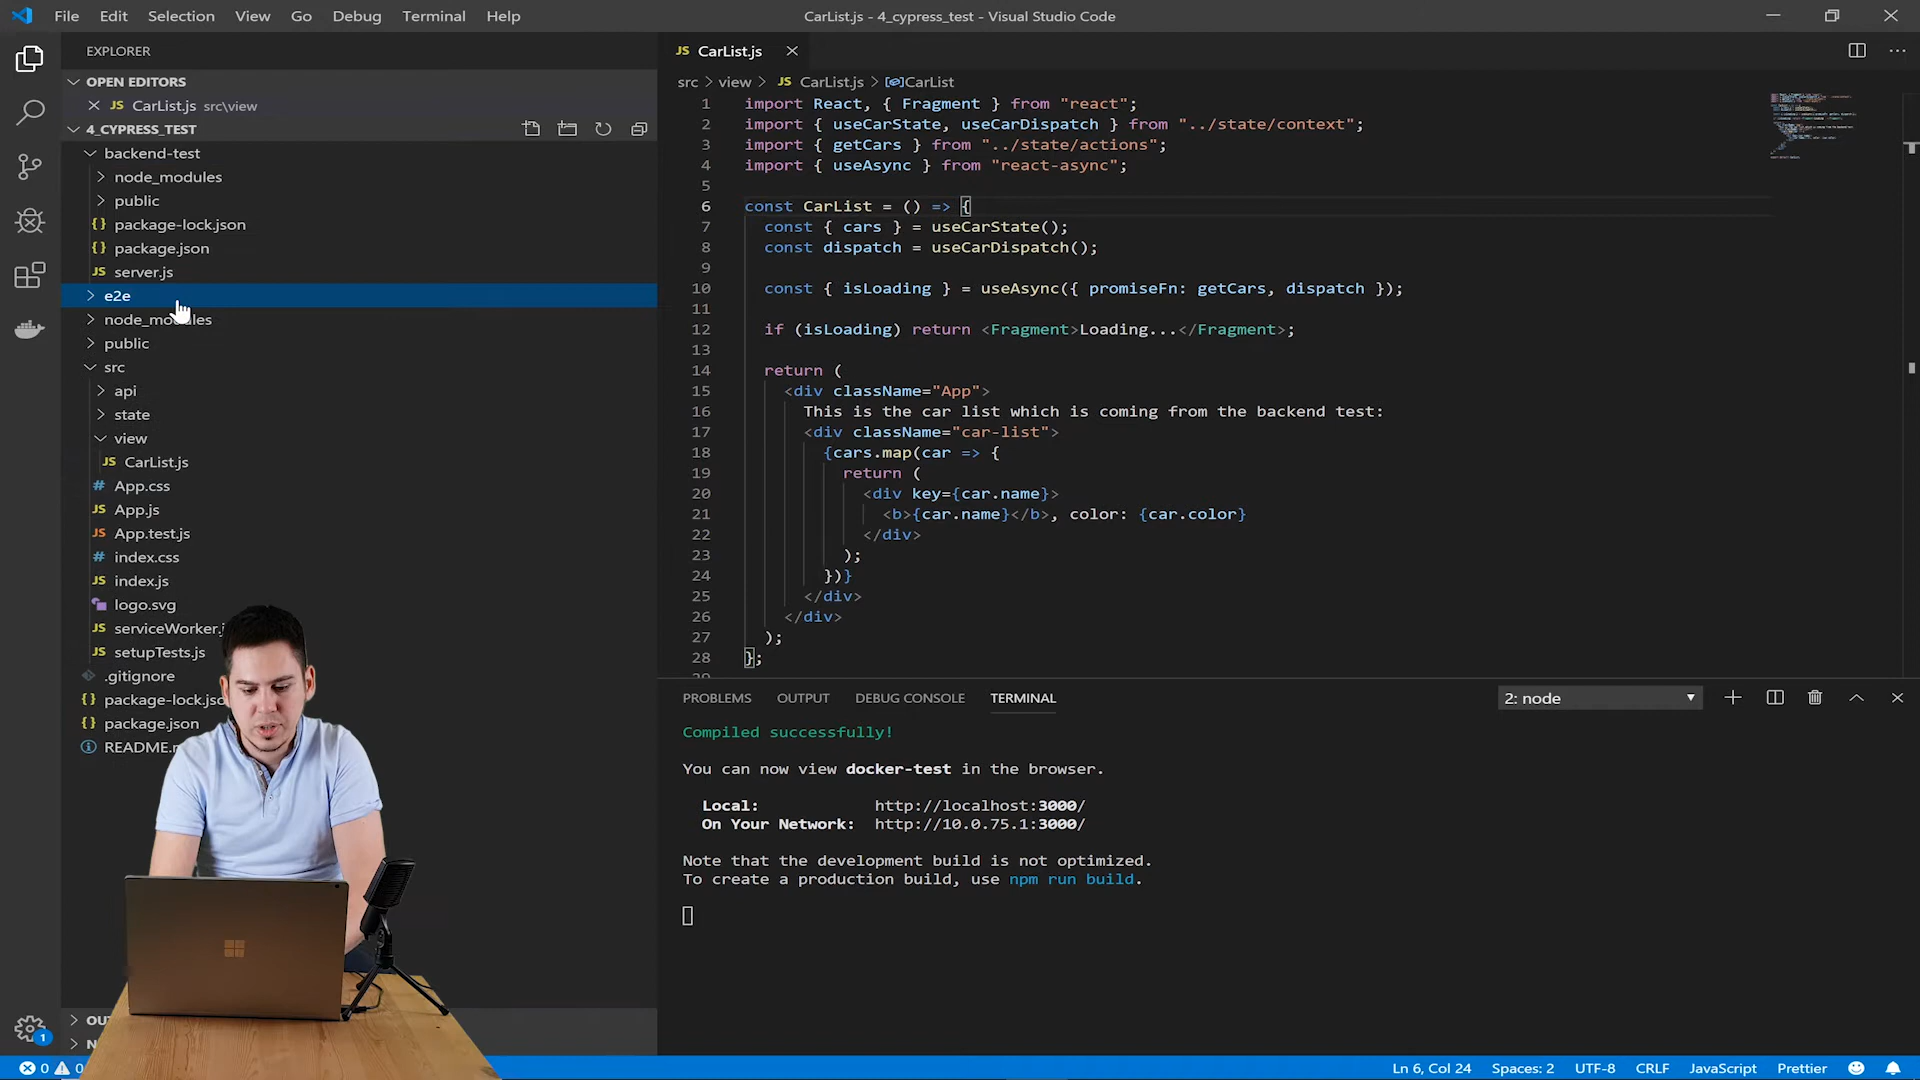 File Edit Selection View Go Debug Terminal Help
CarList.js - 4_cypress_test - Visual Studio Code
EXPLORER
OPEN EDITORS
JS CarList.js src\view
4_CYPRESS_TEST
backend-test
node_modules
public
{} package-lock.json
{} package.json
JS server.js
e2e
node_modules
public
src
api
state
view
JS CarList.js
# App.css
JS App.js
JS App.test.js
# index.css
JS index.js
logo.svg
JS serviceWorker.j
JS setupTests.js
.gitignore
{} package-lock.jso
{} package.json
README.
OU
N
JS CarList.js
src > view > JS CarList.js > CarList
1 import React, { Fragment } from "react";
2 import { useCarState, useCarDispatch } from "../state/context";
3 import { getCars } from "../state/actions";
4 import { useAsync } from "react-async";
5
6 const CarList = () => {
7 const { cars } = useCarState();
8 const dispatch = useCarDispatch();
9
10 const { isLoading } = useAsync({ promiseFn: getCars, dispatch });
11
12 if (isLoading) return <Fragment>Loading...</Fragment>;
13
14 return (
15 <div className="App">
16 This is the car list which is coming from the backend test:
17 <div className="car-list">
18 {cars.map(car => {
19 return (
20 <div key={car.name}>
21 <b>{car.name}</b>, color: {car.color}
22 </div>
23 );
24 })}
25 </div>
26 </div>
27 );
28 };
29
PROBLEMS OUTPUT DEBUG CONSOLE TERMINAL
2: node
Compiled successfully!
You can now view docker-test in the browser.
Local: http://localhost:3000/
On Your Network: http://10.0.75.1:3000/
Note that the development build is not optimized.
To create a production build, use npm run build.
1
0 0
Ln 6, Col 24 Spaces: 2 UTF-8 CRLF JavaScript Prettier